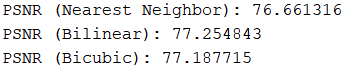 PSNR (Nearest Neighbor): 76.661316
PSNR (Bilinear): 77.254843
PSNR (Bicubic): 77.187715